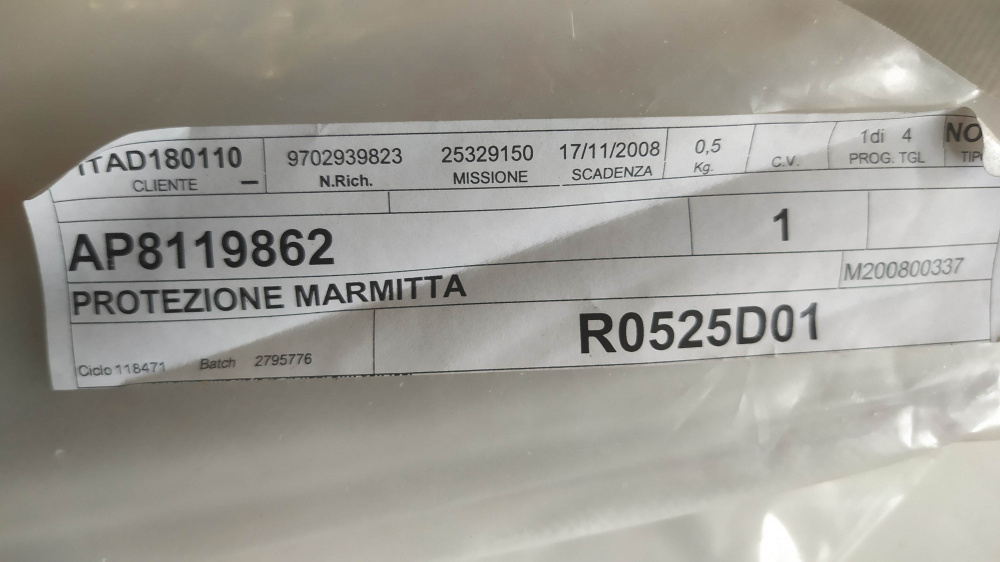 ITAD180110 9702939823 25329150 17/11/2008 0,5 1di 4 NO
CLIENTE N.Rich. MISSIONE SCADENZA Kg. C.V. PROG. TGL
AP8119862 1
PROTEZIONE MARMITTA M200800337
R0525D01
Ciclo 118471 Batch 2795776